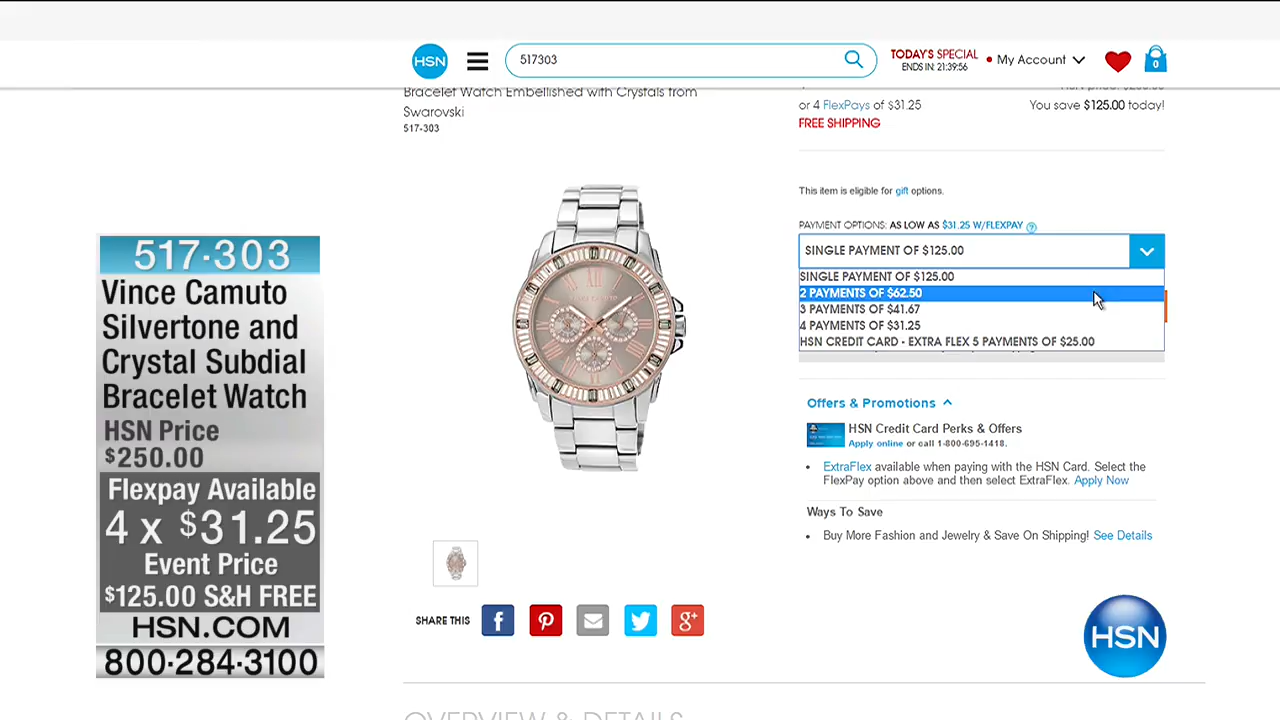 HSN
517303
TODAY'S SPECIAL
ENDS IN: 21:39:56
My Account
0
Bracelet Watch Embellished with Crystals from
Swarovski
517-303
or 4 FlexPays of $31.25
You save $125.00 today!
FREE SHIPPING
This item is eligible for gift options.
PAYMENT OPTIONS: AS LOW AS $31.25 W/FLEXPAY ?
SINGLE PAYMENT OF $125.00
SINGLE PAYMENT OF $125.00
2 PAYMENTS OF $62.50
3 PAYMENTS OF $41.67
4 PAYMENTS OF $31.25
HSN CREDIT CARD - EXTRA FLEX 5 PAYMENTS OF $25.00
Offers & Promotions
HSN Credit Card Perks & Offers
Apply online or call 1-800-695-1418.
• ExtraFlex available when paying with the HSN Card. Select the
FlexPay option above and then select ExtraFlex. Apply Now
Ways To Save
• Buy More Fashion and Jewelry & Save On Shipping! See Details
517-303
Vince Camuto
Silvertone and
Crystal Subdial
Bracelet Watch
HSN Price
$250.00
Flexpay Available
4 x $31.25
Event Price
$125.00 S&H FREE
HSN.COM
800-284-3100
SHARE THIS
HSN
OVERVIEW & DETAILS